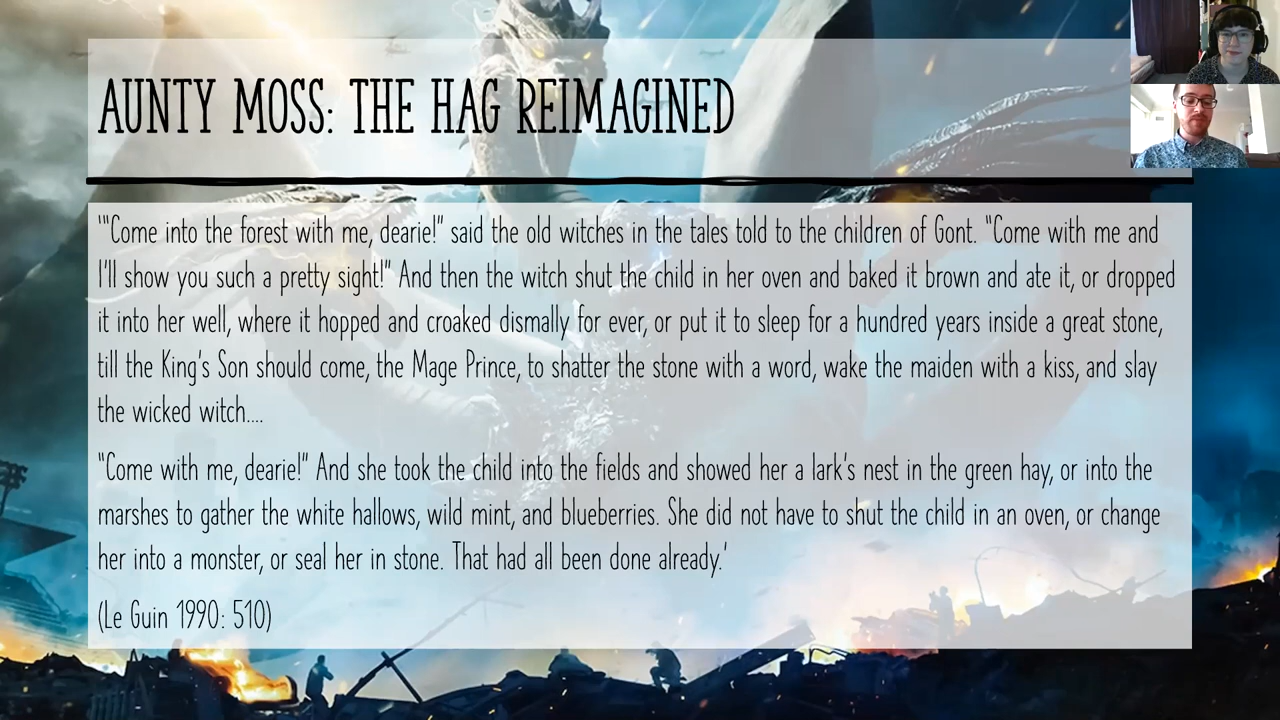 AUNTY MOSS: THE HAG REIMAGINED
'"Come into the forest with me, dearie!" said the old witches in the tales told to the children of Gont. "Come with me and
I'll show you such a pretty sight!" And then the witch shut the child in her oven and baked it brown and ate it, or dropped
it into her well, where it hopped and croaked dismally for ever, or put it to sleep for a hundred years inside a great stone,
till the King's Son should come, the Mage Prince, to shatter the stone with a word, wake the maiden with a kiss, and slay
the wicked witch....
"Come with me, dearie!" And she took the child into the fields and showed her a lark's nest in the green hay, or into the
marshes to gather the white hallows, wild mint, and blueberries. She did not have to shut the child in an oven, or change
her into a monster, or seal her in stone. That had all been done already.'
(Le Guin 1990: 510)